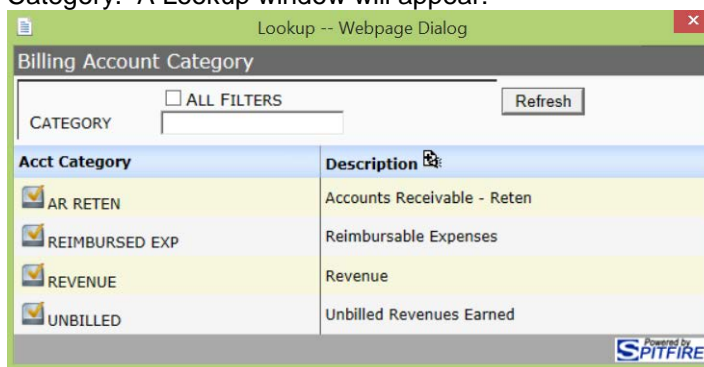 Category. A Lookup window will appear.
Lookup -- Webpage Dialog
Billing Account Category
ALL FILTERS
CATEGORY
Refresh
Acct Category Description
AR RETEN Accounts Receivable - Reten
REIMBURSED EXP Reimbursable Expenses
REVENUE Revenue
UNBILLED Unbilled Revenues Earned
Powered by
SPITFIRE